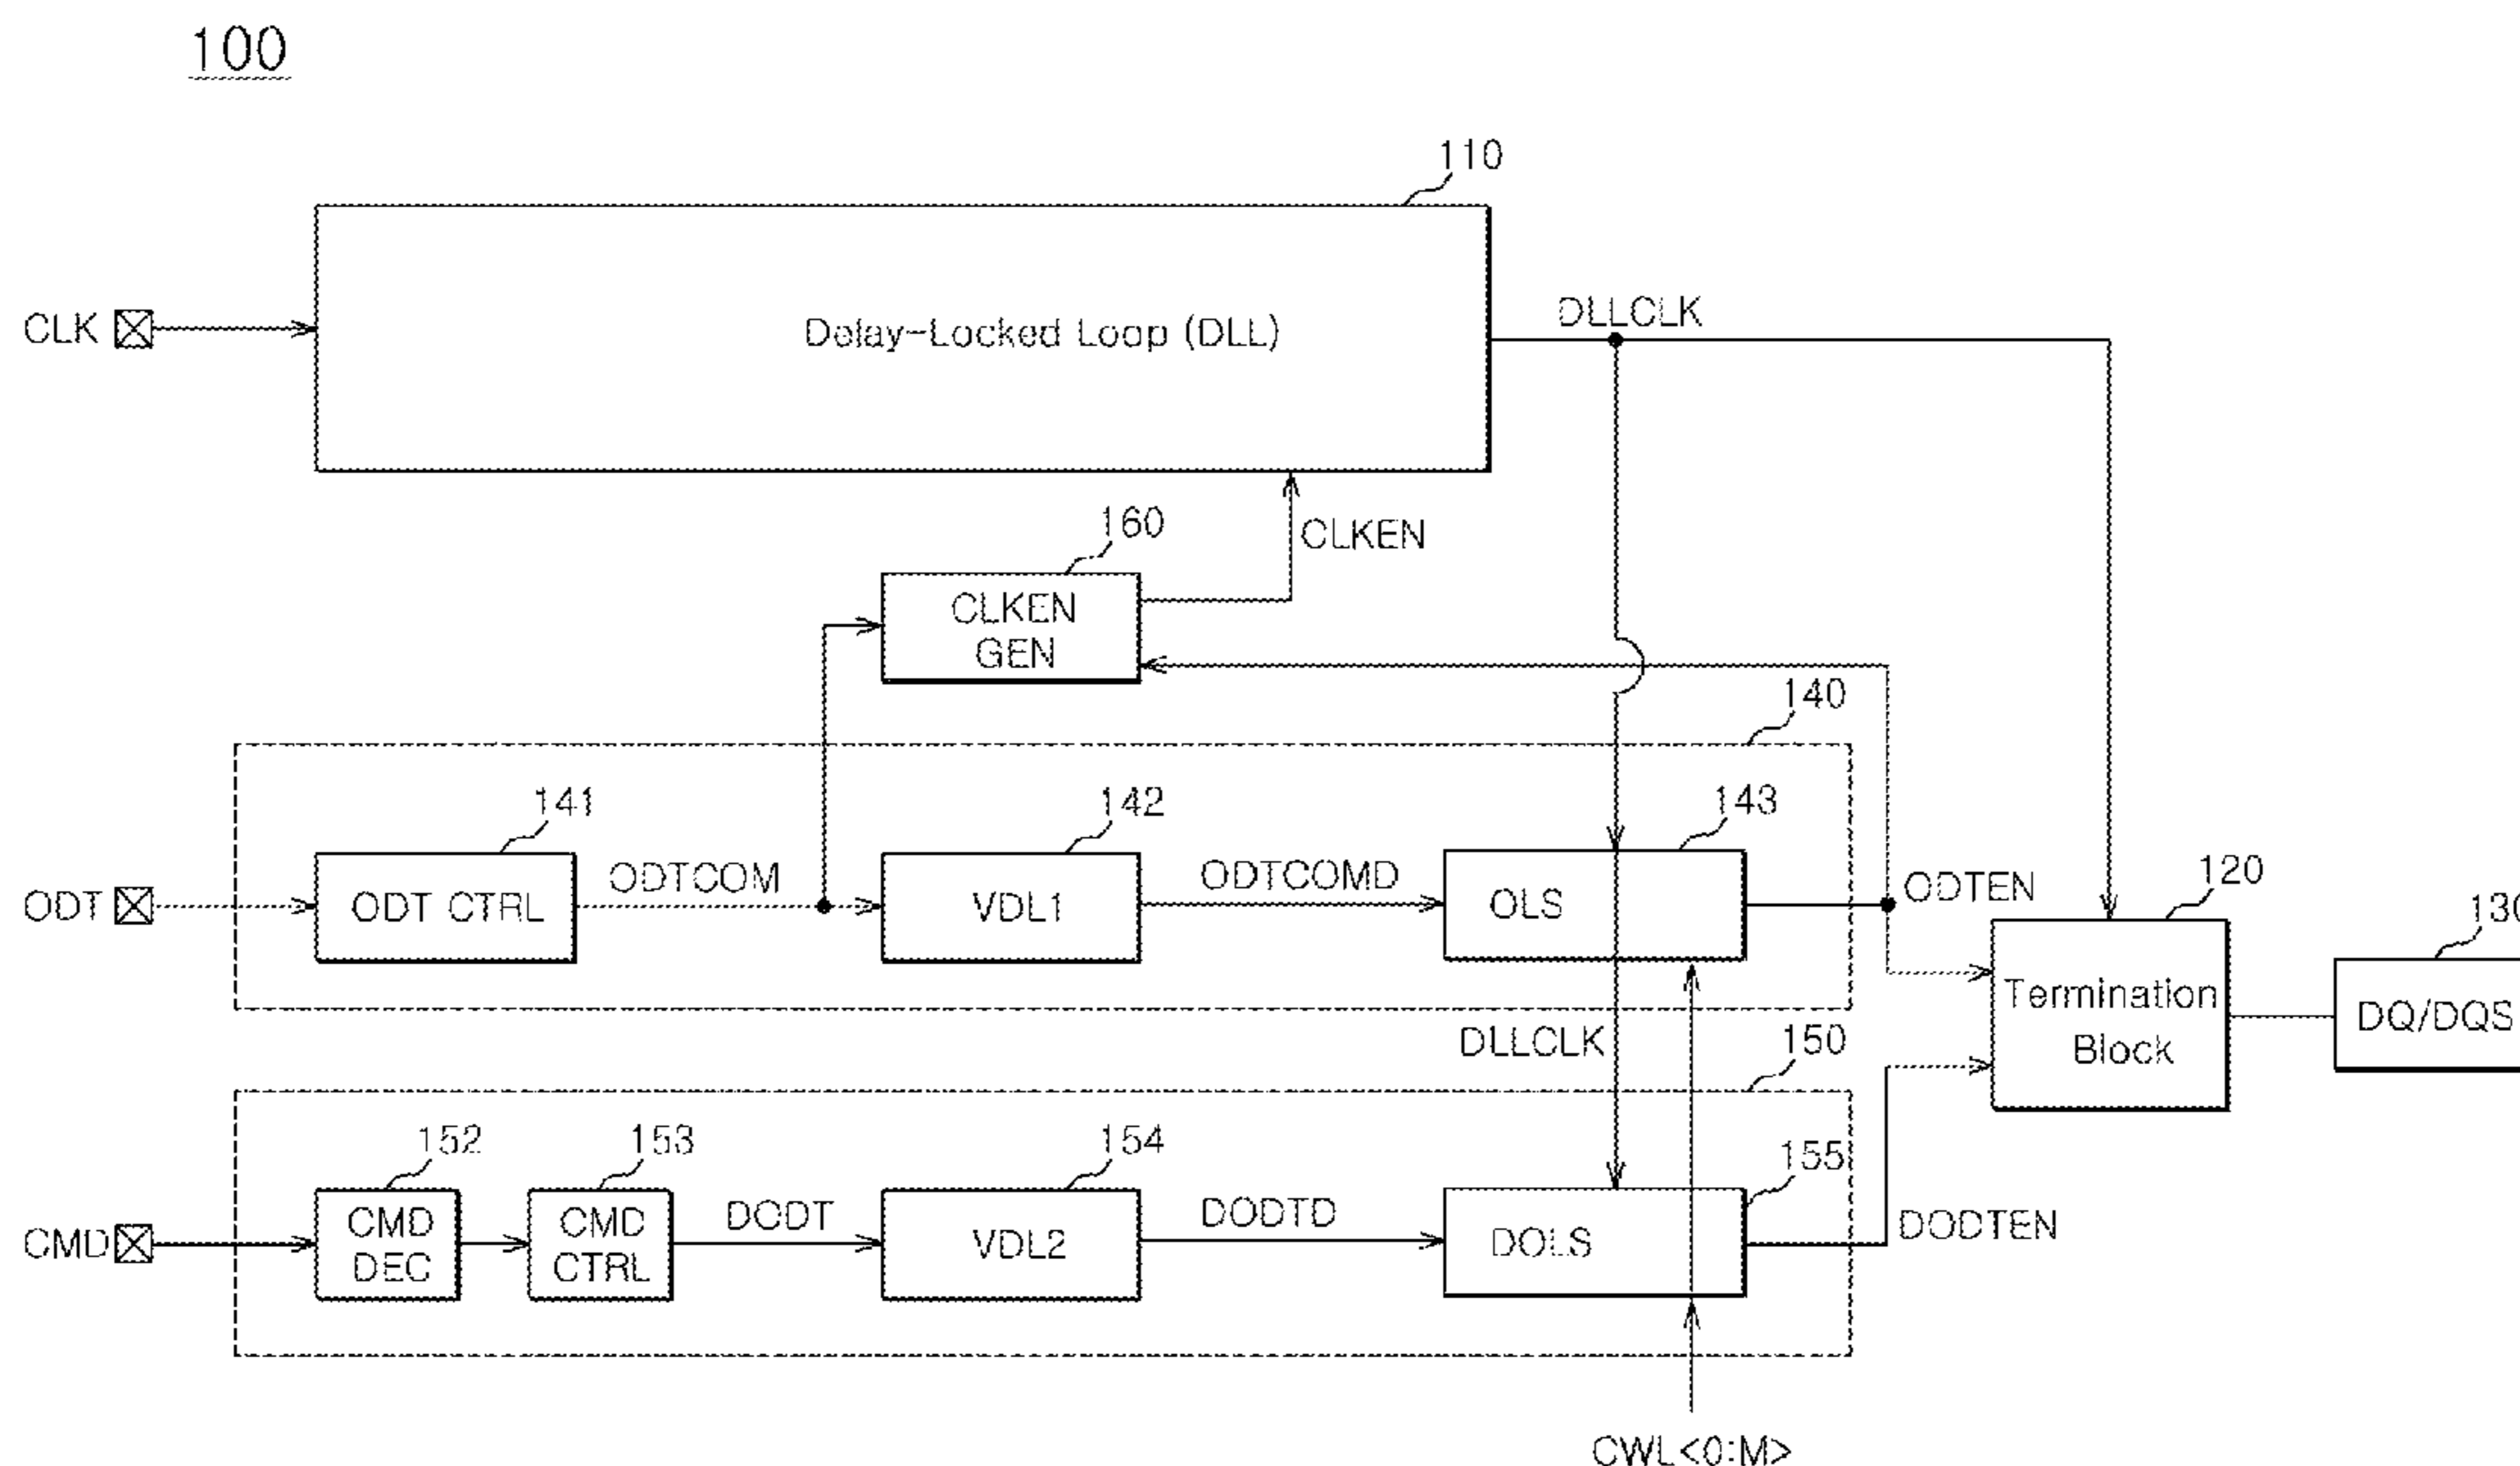 100
110
CLK
Delay-Locked Loop (DLL)
DLLCLK
160
CLKEN
CLKEN
GEN
140
141
142
143
ODT
ODT CTRL
ODTCOM
VDL1
ODTCOMD
OLS
ODTEN
120
130
Termination
Block
DQ/DQS
DLLCLK
150
152
153
154
155
CMD
CMD
DEC
CMD
CTRL
DODT
VDL2
DODTD
DOLS
DODTEN
CWL<0:M>